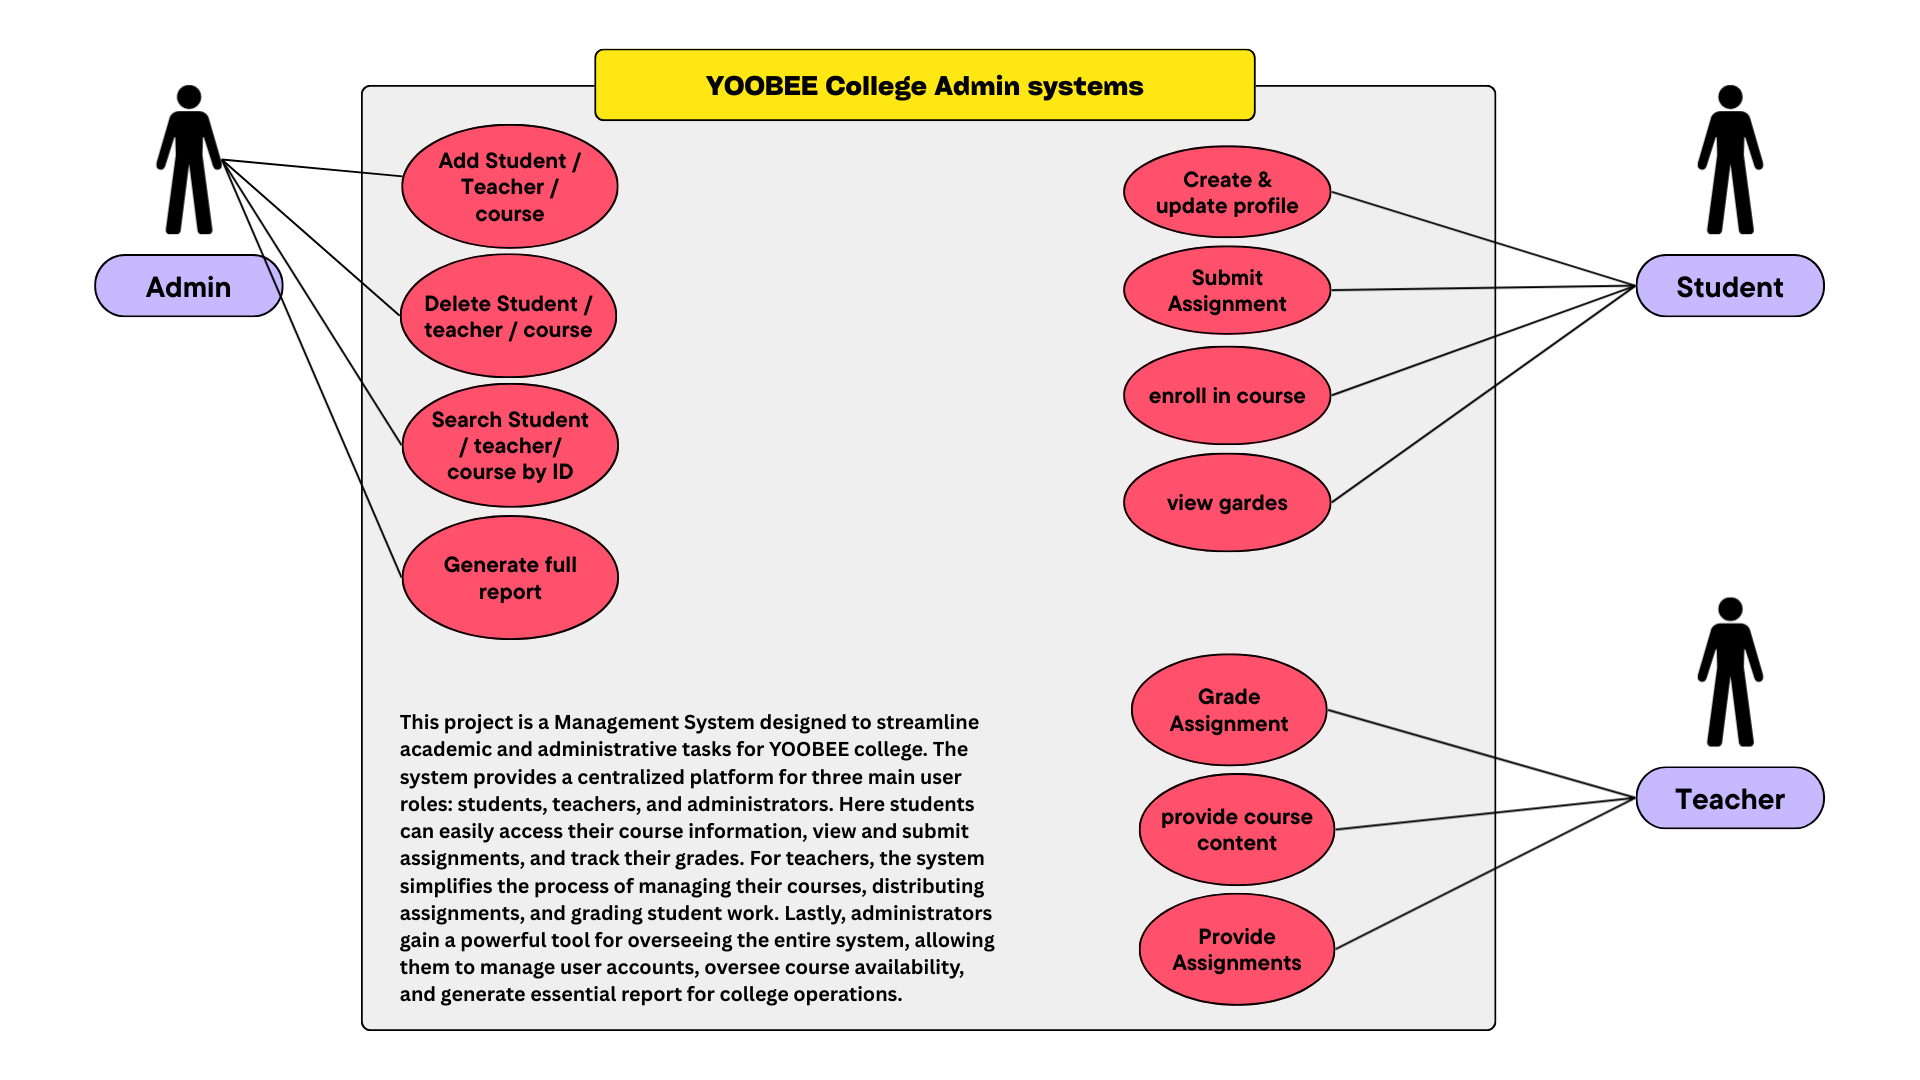 YOOBEE College Admin systems
Admin
Add Student /
Teacher /
course
Delete Student /
teacher / course
Search Student
/ teacher/
course by ID
Generate full
report
Create &
update profile
Submit
Assignment
enroll in course
view gardes
Student
Grade
Assignment
provide course
content
Provide
Assignments
Teacher
This project is a Management System designed to streamline
academic and administrative tasks for YOOBEE college. The
system provides a centralized platform for three main user
roles: students, teachers, and administrators. Here students
can easily access their course information, view and submit
assignments, and track their grades. For teachers, the system
simplifies the process of managing their courses, distributing
assignments, and grading student work. Lastly, administrators
gain a powerful tool for overseeing the entire system, allowing
them to manage user accounts, oversee course availability,
and generate essential report for college operations.